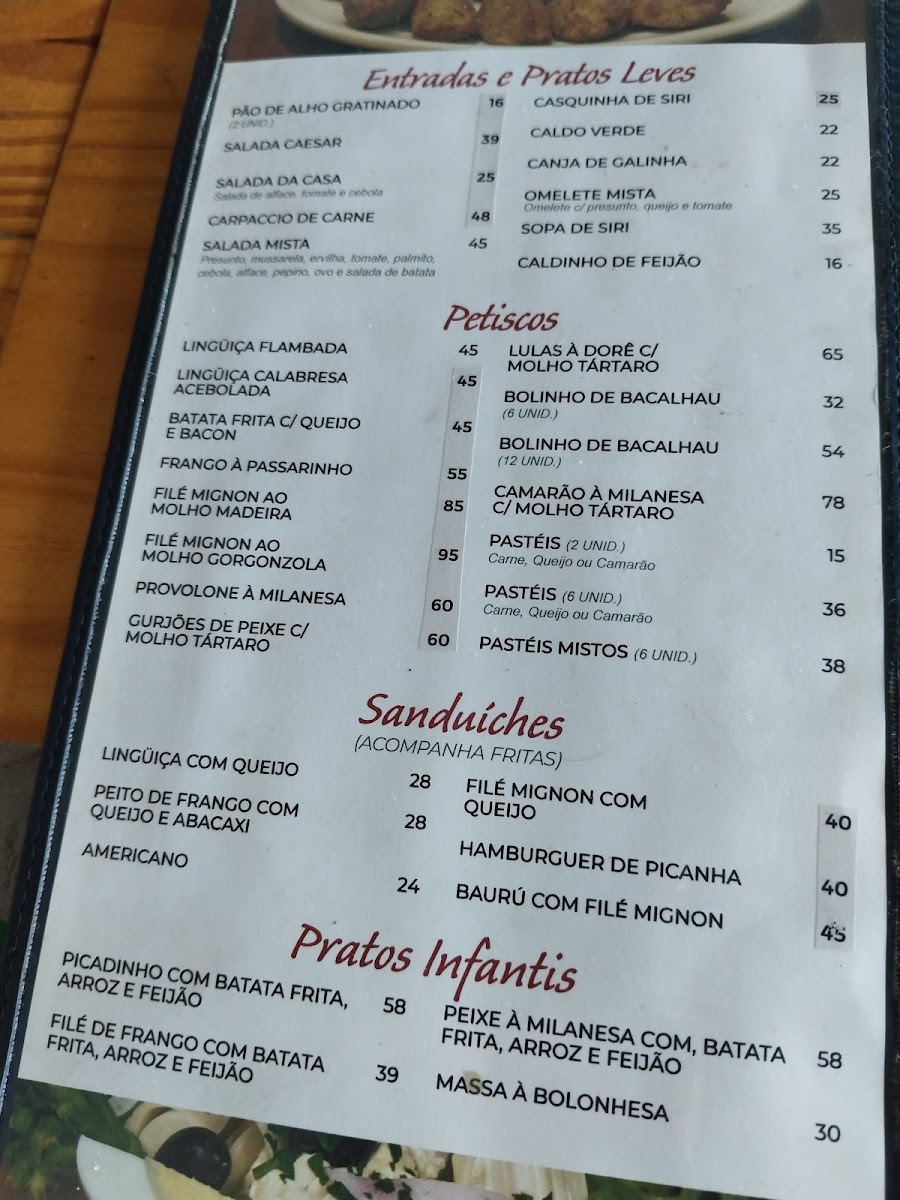 Entradas e Pratos Leves
PÃO DE ALHO GRATINADO 16
(2 UNID.)
SALADA CAESAR 39
SALADA DA CASA 25
Salada de alface, tomate e cebola
CARPACCIO DE CARNE 48
SALADA MISTA 45
Presunto, mussarela, ervilha, tomate, palmito,
cebola, alface, pepino, ovo e salada de batata
CASQUINHA DE SIRI 25
CALDO VERDE 22
CANJA DE GALINHA 22
OMELETE MISTA 25
Omelete c/ presunto, queijo e tomate
SOPA DE SIRI 35
CALDINHO DE FEIJÃO 16
Petiscos
LINGÜIÇA FLAMBADA 45
LINGÜIÇA CALABRESA
ACEBOLADA 45
BATATA FRITA C/ QUEIJO
E BACON 45
FRANGO À PASSARINHO 55
FILÉ MIGNON AO
MOLHO MADEIRA 85
FILÉ MIGNON AO
MOLHO GORGONZOLA 95
PROVOLONE À MILANESA 60
GURJÕES DE PEIXE C/
MOLHO TÁRTARO 60
LULAS À DORÊ C/
MOLHO TÁRTARO 65
BOLINHO DE BACALHAU 32
(6 UNID.)
BOLINHO DE BACALHAU 54
(12 UNID.)
CAMARÃO À MILANESA
C/ MOLHO TÁRTARO 78
PASTÉIS (2 UNID.) 15
Carne, Queijo ou Camarão
PASTÉIS (6 UNID.) 36
Carne, Queijo ou Camarão
PASTÉIS MISTOS (6 UNID.) 38
Sanduíches
(ACOMPANHA FRITAS)
LINGÜIÇA COM QUEIJO 28
PEITO DE FRANGO COM
QUEIJO E ABACAXI 28
AMERICANO 24
FILÉ MIGNON COM
QUEIJO 40
HAMBURGUER DE PICANHA 40
BAURÚ COM FILÉ MIGNON 45
Pratos Infantis
PICADINHO COM BATATA FRITA,
ARROZ E FEIJÃO 58
FILÉ DE FRANGO COM BATATA
FRITA, ARROZ E FEIJÃO 39
PEIXE À MILANESA COM, BATATA
FRITA, ARROZ E FEIJÃO 58
MASSA À BOLONHESA 30